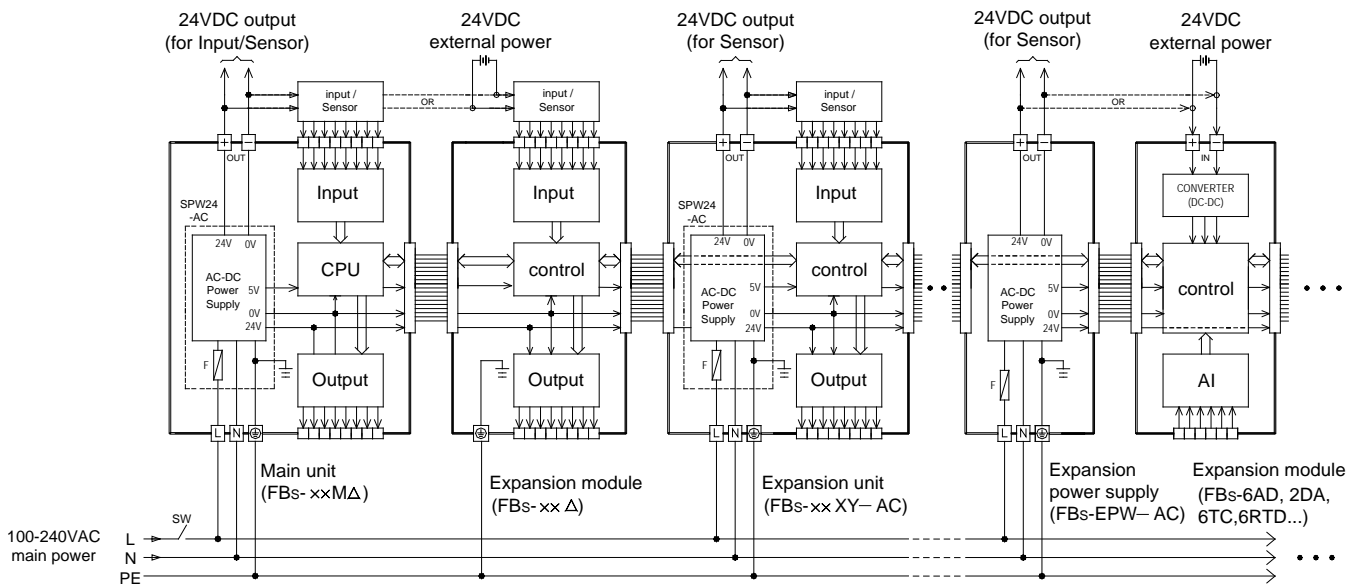 24VDC output
(for Input/Sensor)
24VDC
external power
24VDC output
(for Sensor)
24VDC output
(for Sensor)
24VDC
external power
input /
Sensor
OR
input /
Sensor
input /
Sensor
OR
+ −
OUT
+ −
OUT
+ −
OUT
+ −
IN
SPW24
-AC
24V 0V
AC-DC
Power
Supply
5V
0V
24V
F
Input
CPU
Output
L N
Input
control
Output
SPW24
-AC
24V 0V
AC-DC
Power
Supply
5V
0V
24V
F
Input
control
Output
L N
24V 0V
AC-DC
Power
Supply
5V
0V
24V
F
L N
CONVERTER
(DC-DC)
control
AI
Main unit
(FBs- ××MΔ)
Expansion module
(FBs- ×× Δ)
Expansion unit
(FBs- ×× XY— AC)
Expansion
power supply
(FBs-EPW— AC)
Expansion module
(FBs-6AD, 2DA,
6TC,6RTD...)
100-240VAC
main power
SW
L
N
PE